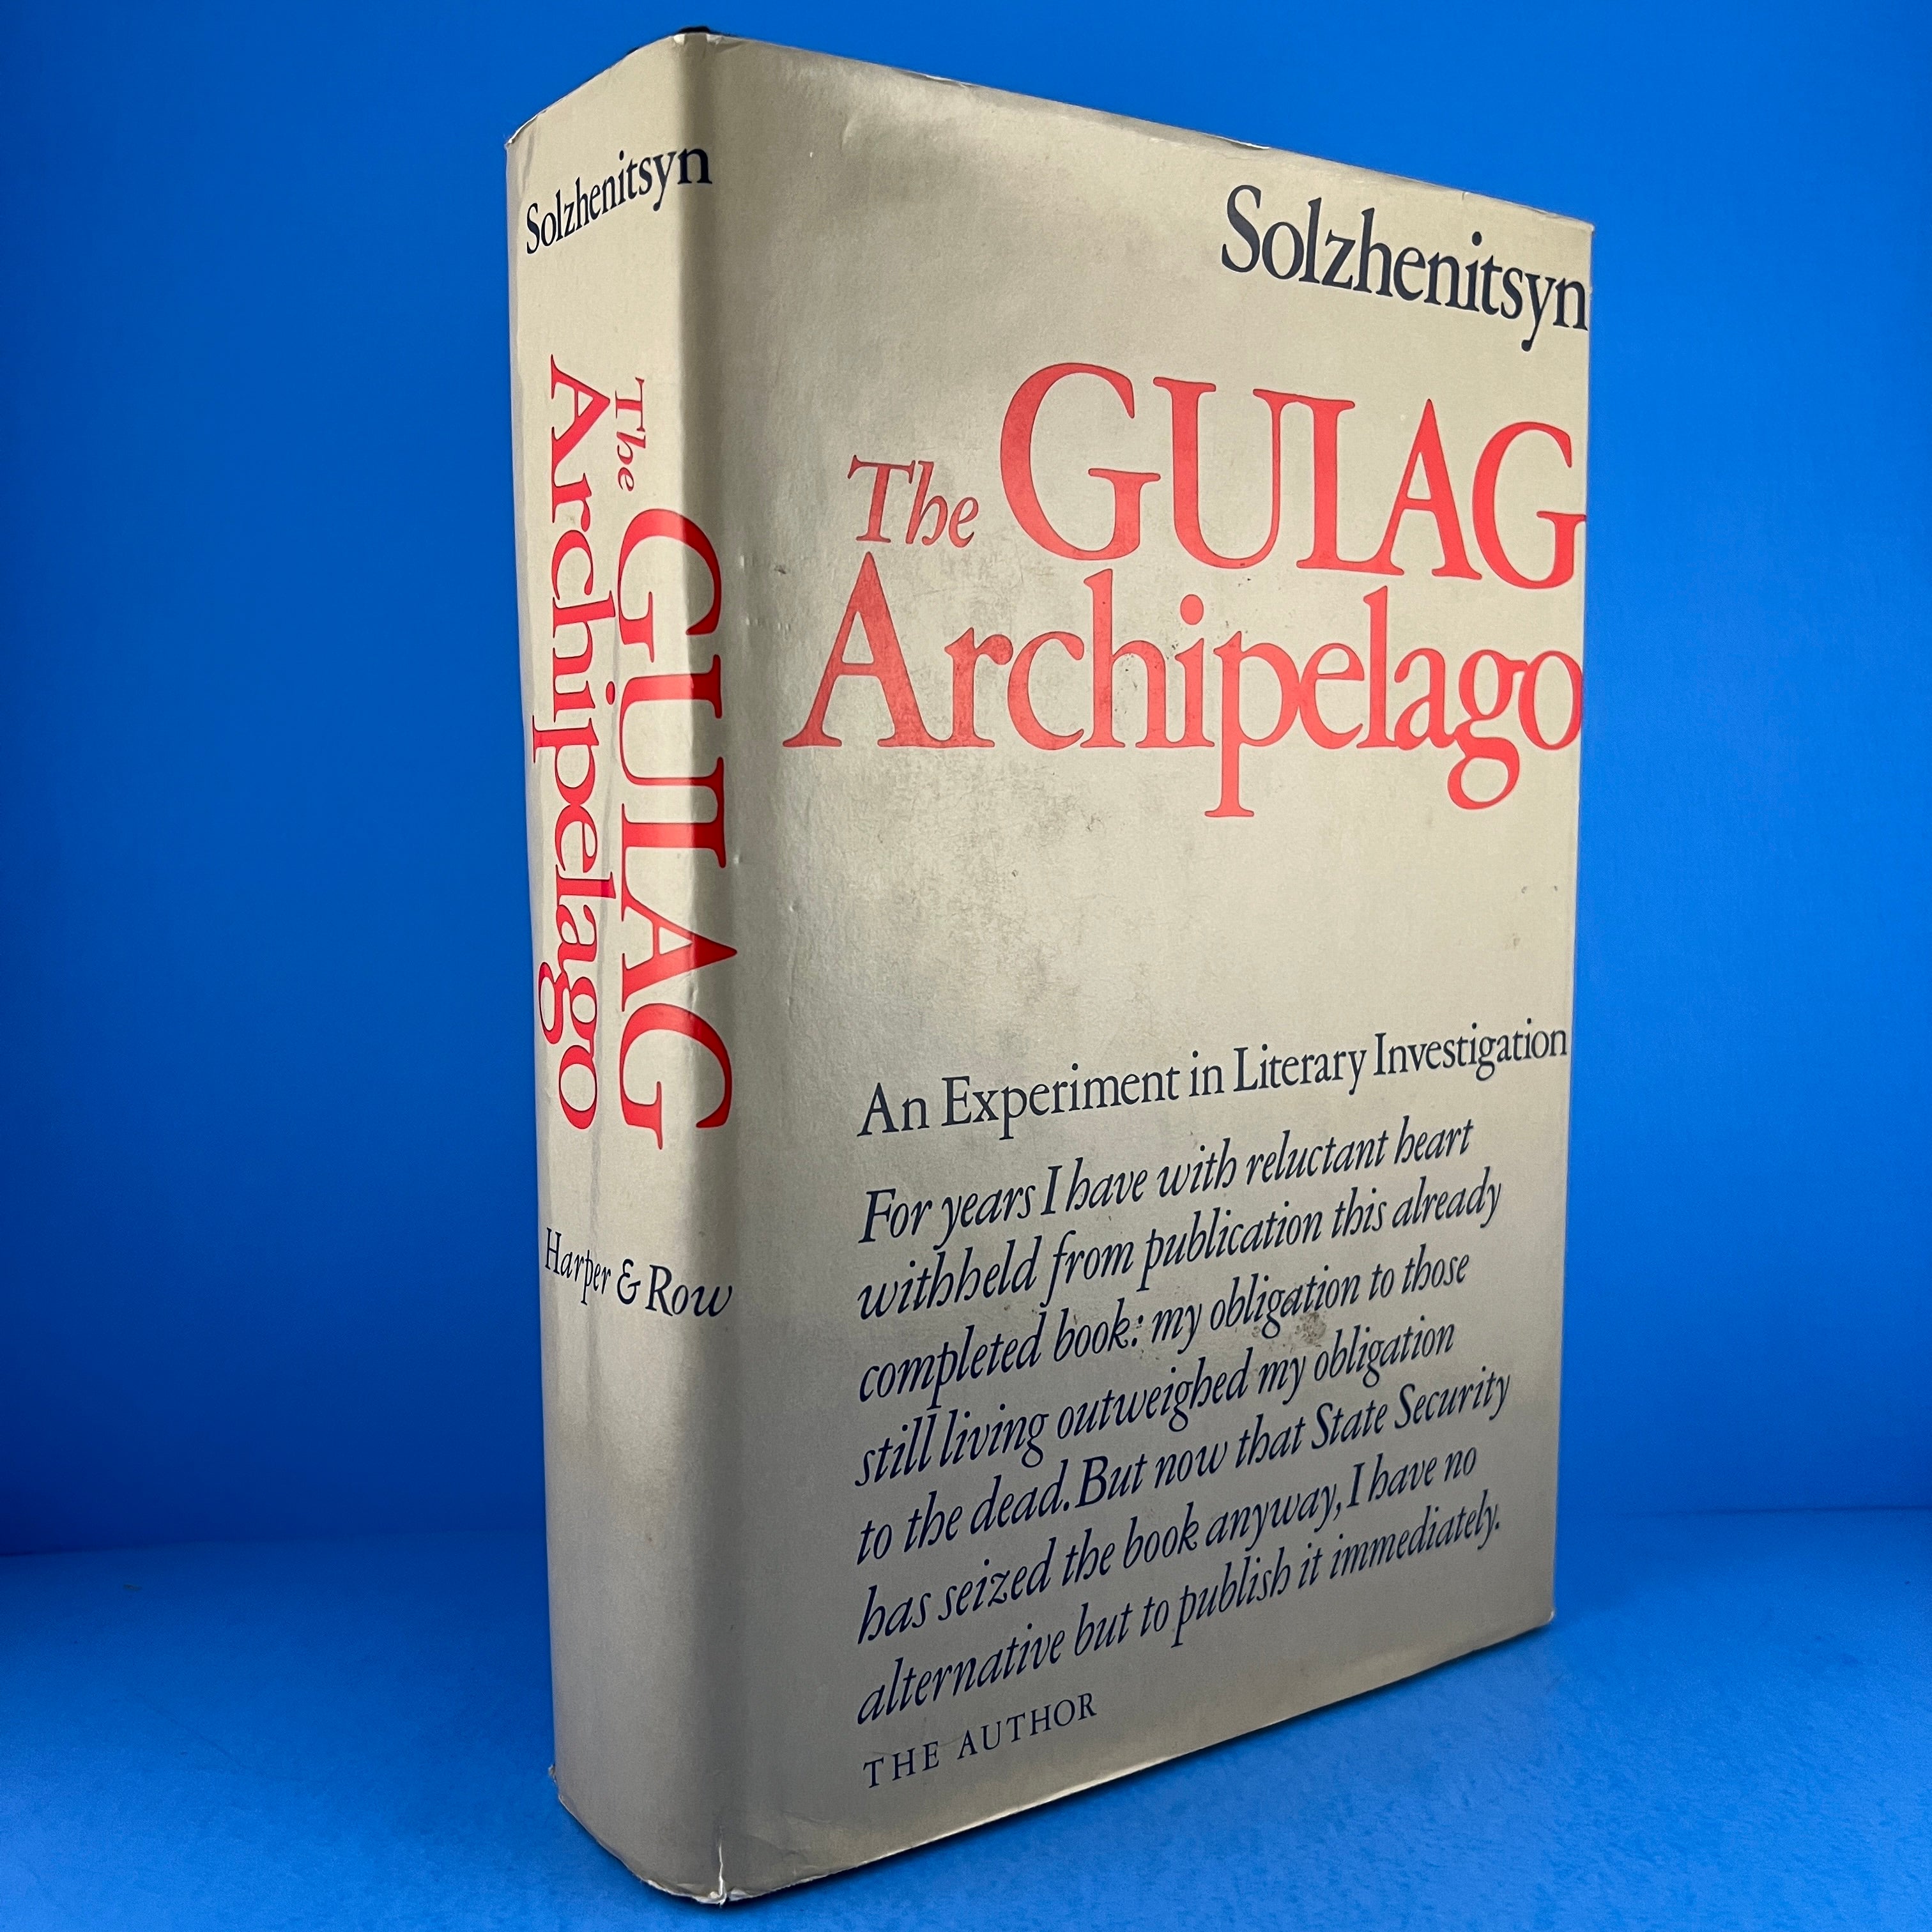 Solzhenitsyn
The GULAG
Archipelago
Harper & Row
Solzhenitsyn
The GULAG
Archipelago
An Experiment in Literary Investigation
For years I have with reluctant heart
withheld from publication this already
completed book: my obligation to those
still living outweighed my obligation
to the dead. But now that State Security
has seized the book anyway, I have no
alternative but to publish it immediately.
THE AUTHOR